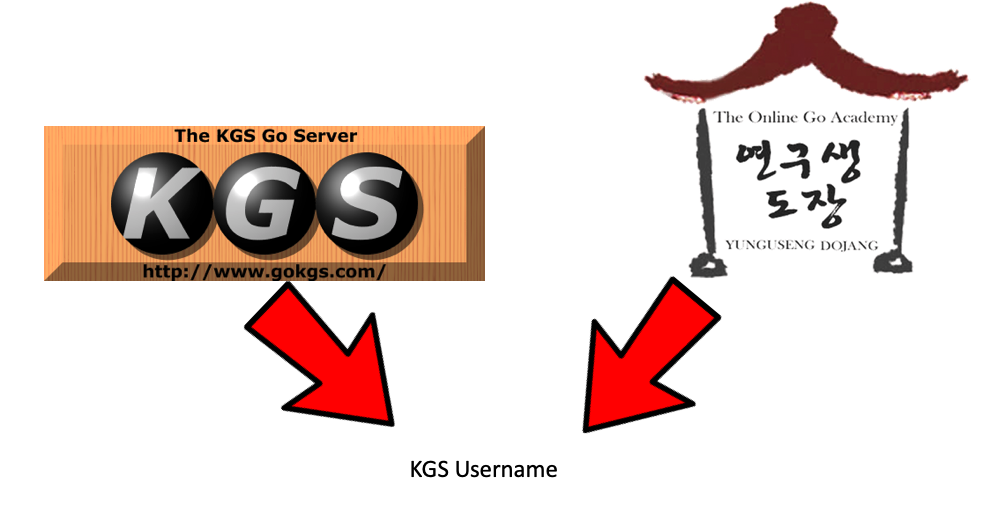 The KGS Go Server
KGS
http://www.gokgs.com/
The Online Go Academy
연구생
도장
YUNGUSENG DOJANG
KGS Username